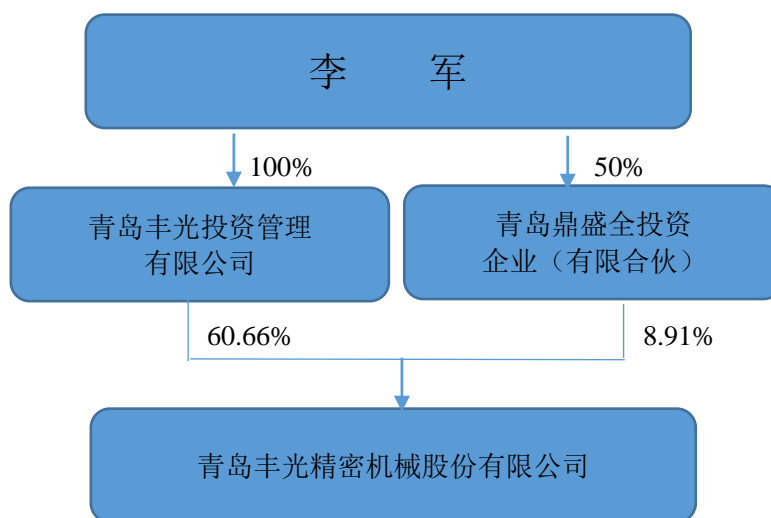 李 军
100%
50%
青岛丰光投资管理
有限公司
青岛鼎盛全投资
企业（有限合伙）
60.66%
8.91%
青岛丰光精密机械股份有限公司